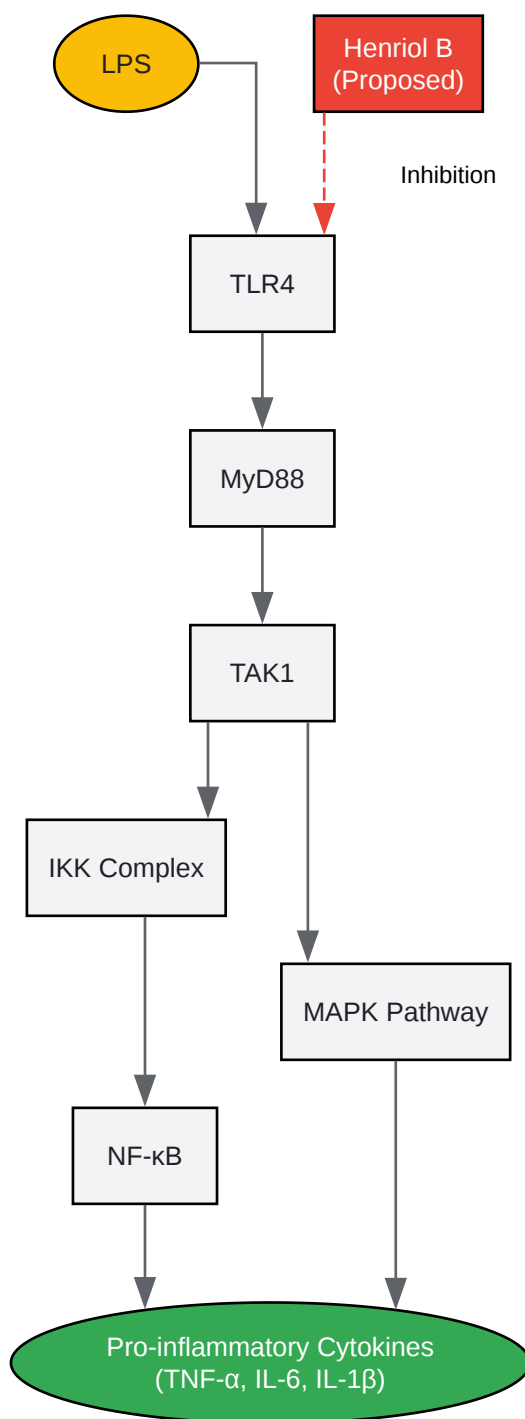 LPS
Henriol B
(Proposed)
Inhibition
TLR4
MyD88
TAK1
IKK Complex
MAPK Pathway
NF-κB
Pro-inflammatory Cytokines
(TNF-α, IL-6, IL-1β)